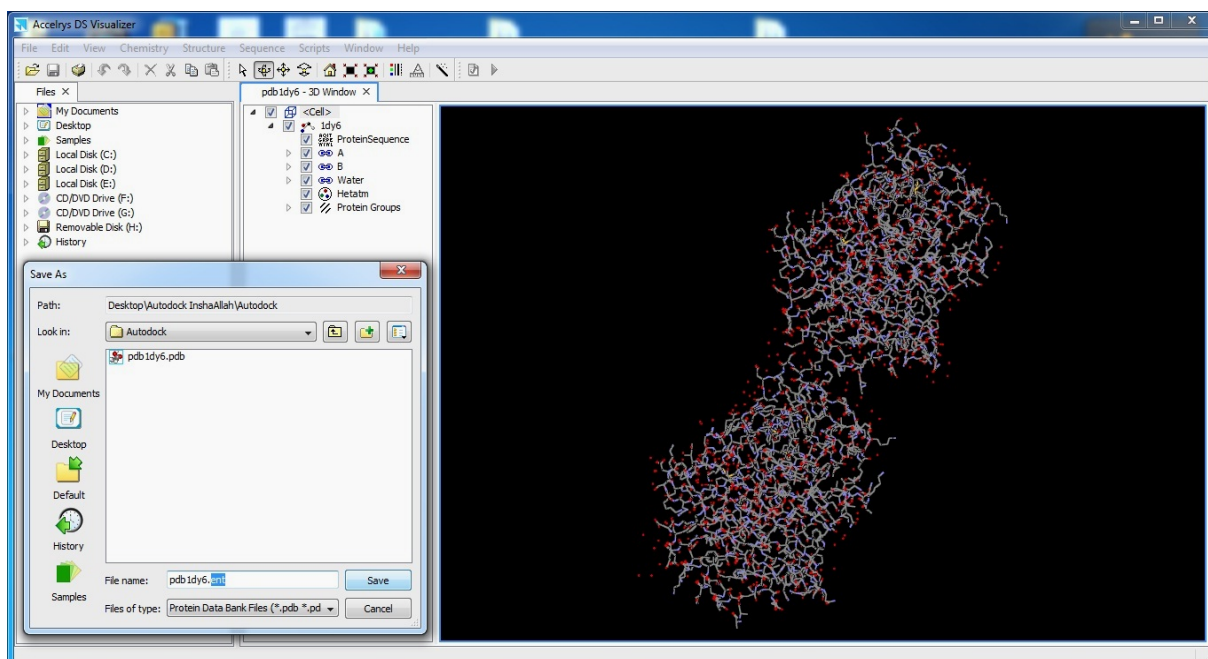 Accelrys DS Visualizer
File Edit View Chemistry Structure Sequence Scripts Window Help
Files
pdb1dy6 - 3D Window
My Documents
Desktop
Samples
Local Disk (C:)
Local Disk (D:)
Local Disk (E:)
CD/DVD Drive (F:)
CD/DVD Drive (G:)
Removable Disk (H:)
History
<Cell>
1dy6
ProteinSequence
A
B
Water
Hetatm
Protein Groups
Save As
Path: Desktop\Autodock InshaAllah\Autodock
Look in: Autodock
pdb1dy6.pdb
My Documents
Desktop
Default
History
Samples
File name: pdb1dy6.ent Save
Files of type: Protein Data Bank Files (*.pdb *.pd Cancel